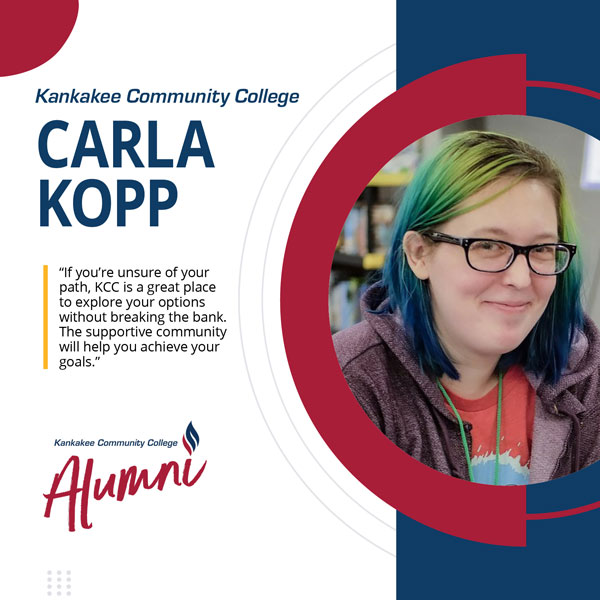 Kankakee Community College
CARLA
KOPP
“If you’re unsure of your
path, KCC is a great place
to explore your options
without breaking the bank.
The supportive community
will help you achieve your
goals.”
Kankakee Community College
Alumni